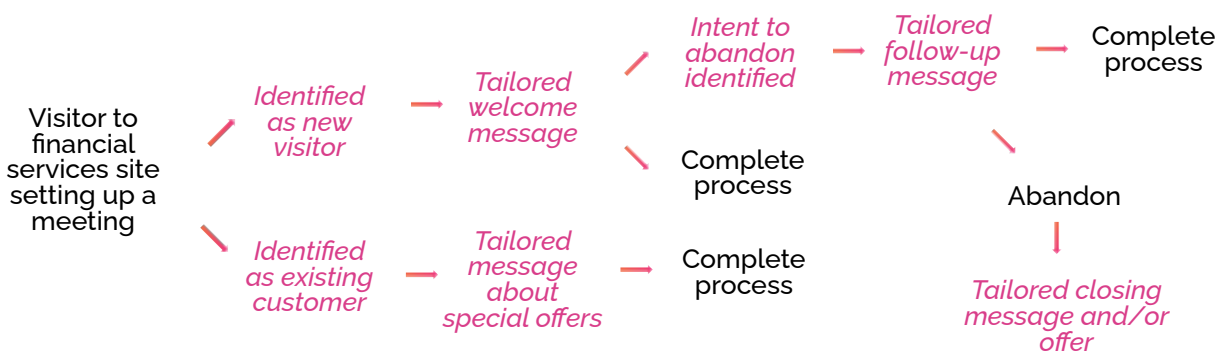 Visitor to
financial
services site
setting up a
meeting
Identified
as new
visitor
Tailored
welcome
message
Intent to
abandon
identified
Tailored
follow-up
message
Complete
process
Complete
process
Abandon
Tailored closing
message and/or
offer
Identified
as existing
customer
Tailored
message
about
special offers
Complete
process